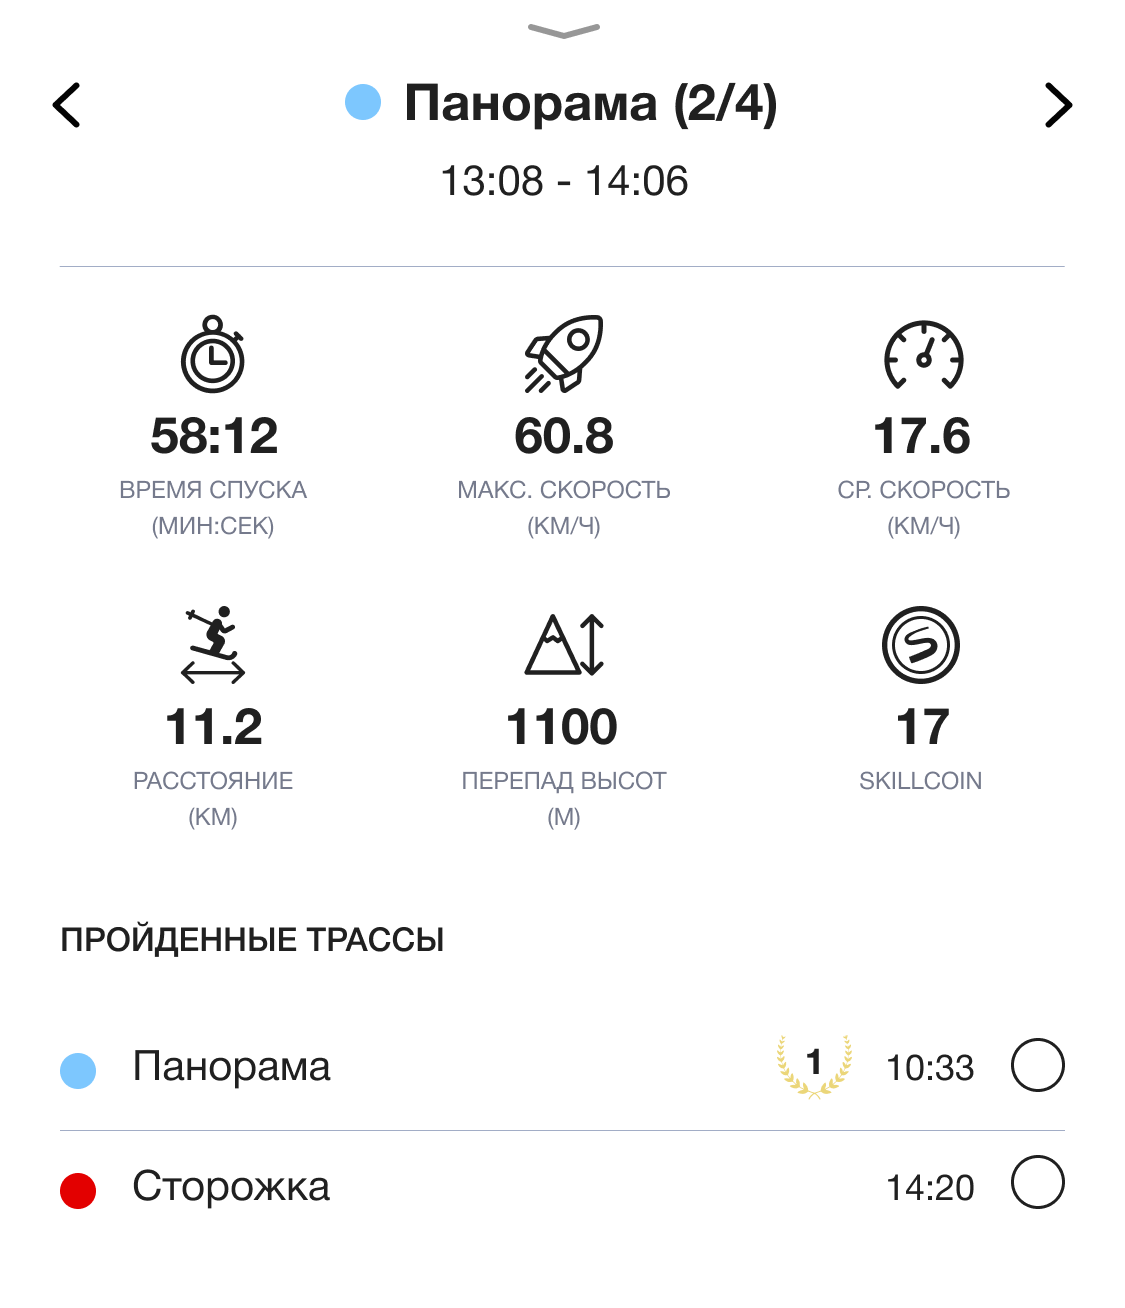 Панорама (2/4)
13:08 - 14:06
58:12
ВРЕМЯ СПУСКА
(МИН:СЕК)
60.8
МАКС. СКОРОСТЬ
(КМ/Ч)
17.6
СР. СКОРОСТЬ
(КМ/Ч)
11.2
РАССТОЯНИЕ
(КМ)
1100
ПЕРЕПАД ВЫСОТ
(М)
17
SKILLCOIN
ПРОЙДЕННЫЕ ТРАССЫ
Панорама 1 10:33
Сторожка 14:20